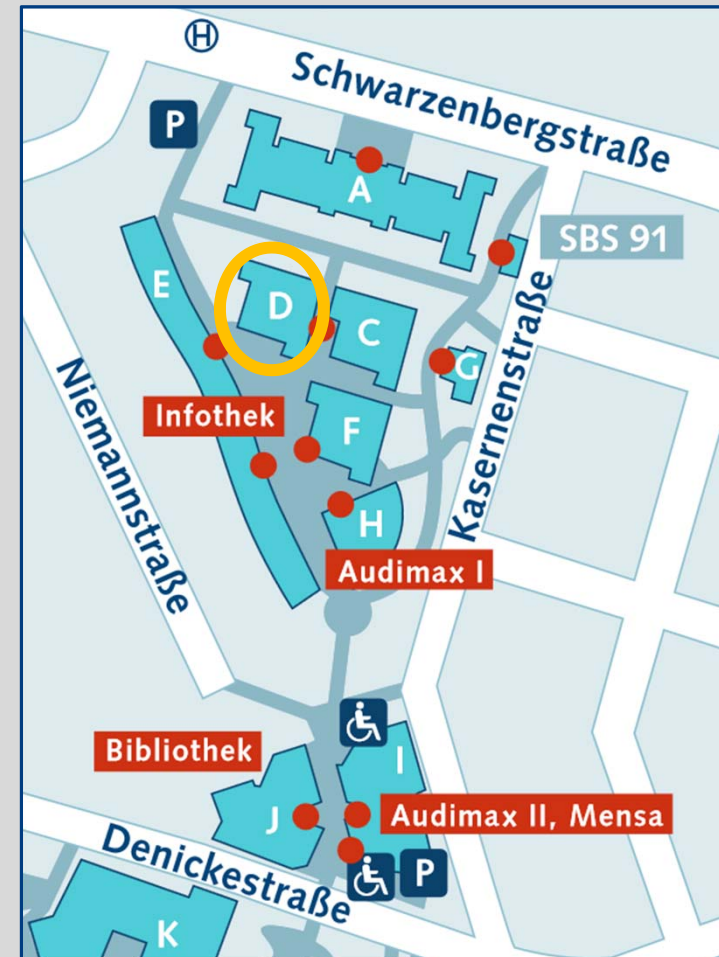 H
Schwarzenbergstraße
P
A
SBS 91
E
D
C
G
Niemannstraße
Infothek
F
Kasernenstraße
H
Audimax I
Bibliothek
I
J
Audimax II, Mensa
Denickestraße
P
K